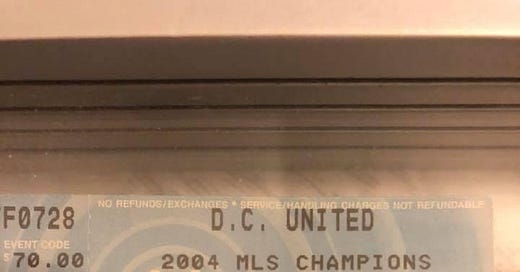 NO REFUNDS/EXCHANGES * SERVICE/HANDLING CHARGES NOT REFUNDABLE
F0728 D.C. UNITED
EVENT CODE
$70.00 2004 MLS CHAMPIONS